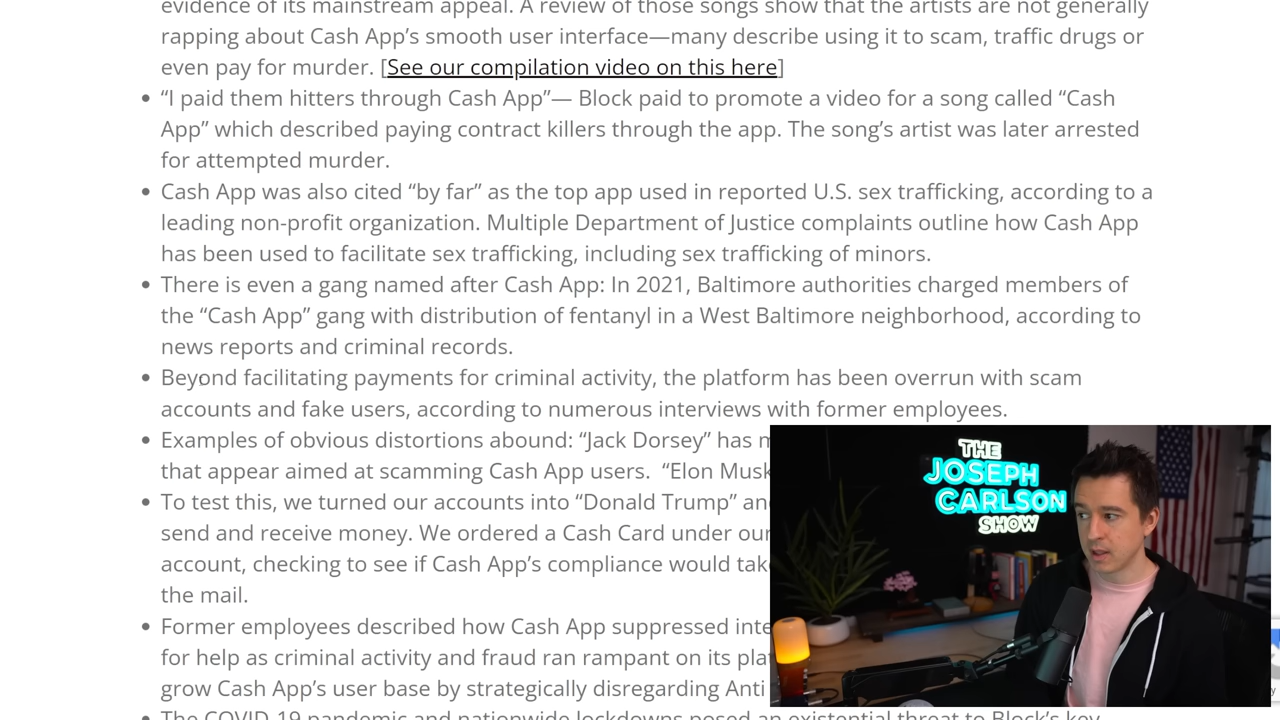 evidence of its mainstream appeal. A review of those songs show that the artists are not generally
rapping about Cash App’s smooth user interface—many describe using it to scam, traffic drugs or
even pay for murder. [See our compilation video on this here]
• “I paid them hitters through Cash App”— Block paid to promote a video for a song called “Cash
App” which described paying contract killers through the app. The song’s artist was later arrested
for attempted murder.
• Cash App was also cited “by far” as the top app used in reported U.S. sex trafficking, according to a
leading non-profit organization. Multiple Department of Justice complaints outline how Cash App
has been used to facilitate sex trafficking, including sex trafficking of minors.
• There is even a gang named after Cash App: In 2021, Baltimore authorities charged members of
the “Cash App” gang with distribution of fentanyl in a West Baltimore neighborhood, according to
news reports and criminal records.
• Beyond facilitating payments for criminal activity, the platform has been overrun with scam
accounts and fake users, according to numerous interviews with former employees.
• Examples of obvious distortions abound: “Jack Dorsey” has
that appear aimed at scamming Cash App users. “Elon Musk
• To test this, we turned our accounts into “Donald Trump”
send and receive money. We ordered a Cash Card under our
account, checking to see if Cash App’s compliance would
the mail.
• Former employees described how Cash App suppressed
for help as criminal activity and fraud ran rampant on its
grow Cash App’s user base by strategically disregarding Anti
• The COVID-19 pandemic and nationwide lockdowns posed an existential threat to Block’s key
THE
JOSEPH
CARLSON
SHOW